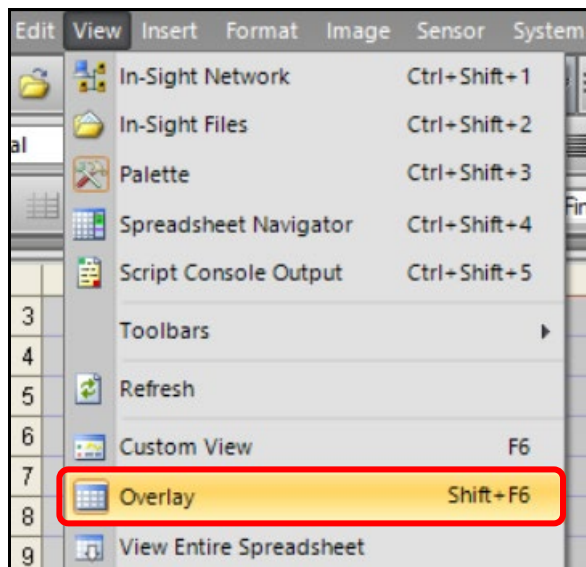 Edit View Insert Format Image Sensor System
al
In-Sight Network Ctrl+Shift+1
In-Sight Files Ctrl+Shift+2
Palette Ctrl+Shift+3
Spreadsheet Navigator Ctrl+Shift+4
Script Console Output Ctrl+Shift+5
Toolbars
Refresh
Custom View F6
Overlay Shift+F6
View Entire Spreadsheet
3
4
5
6
7
8
9